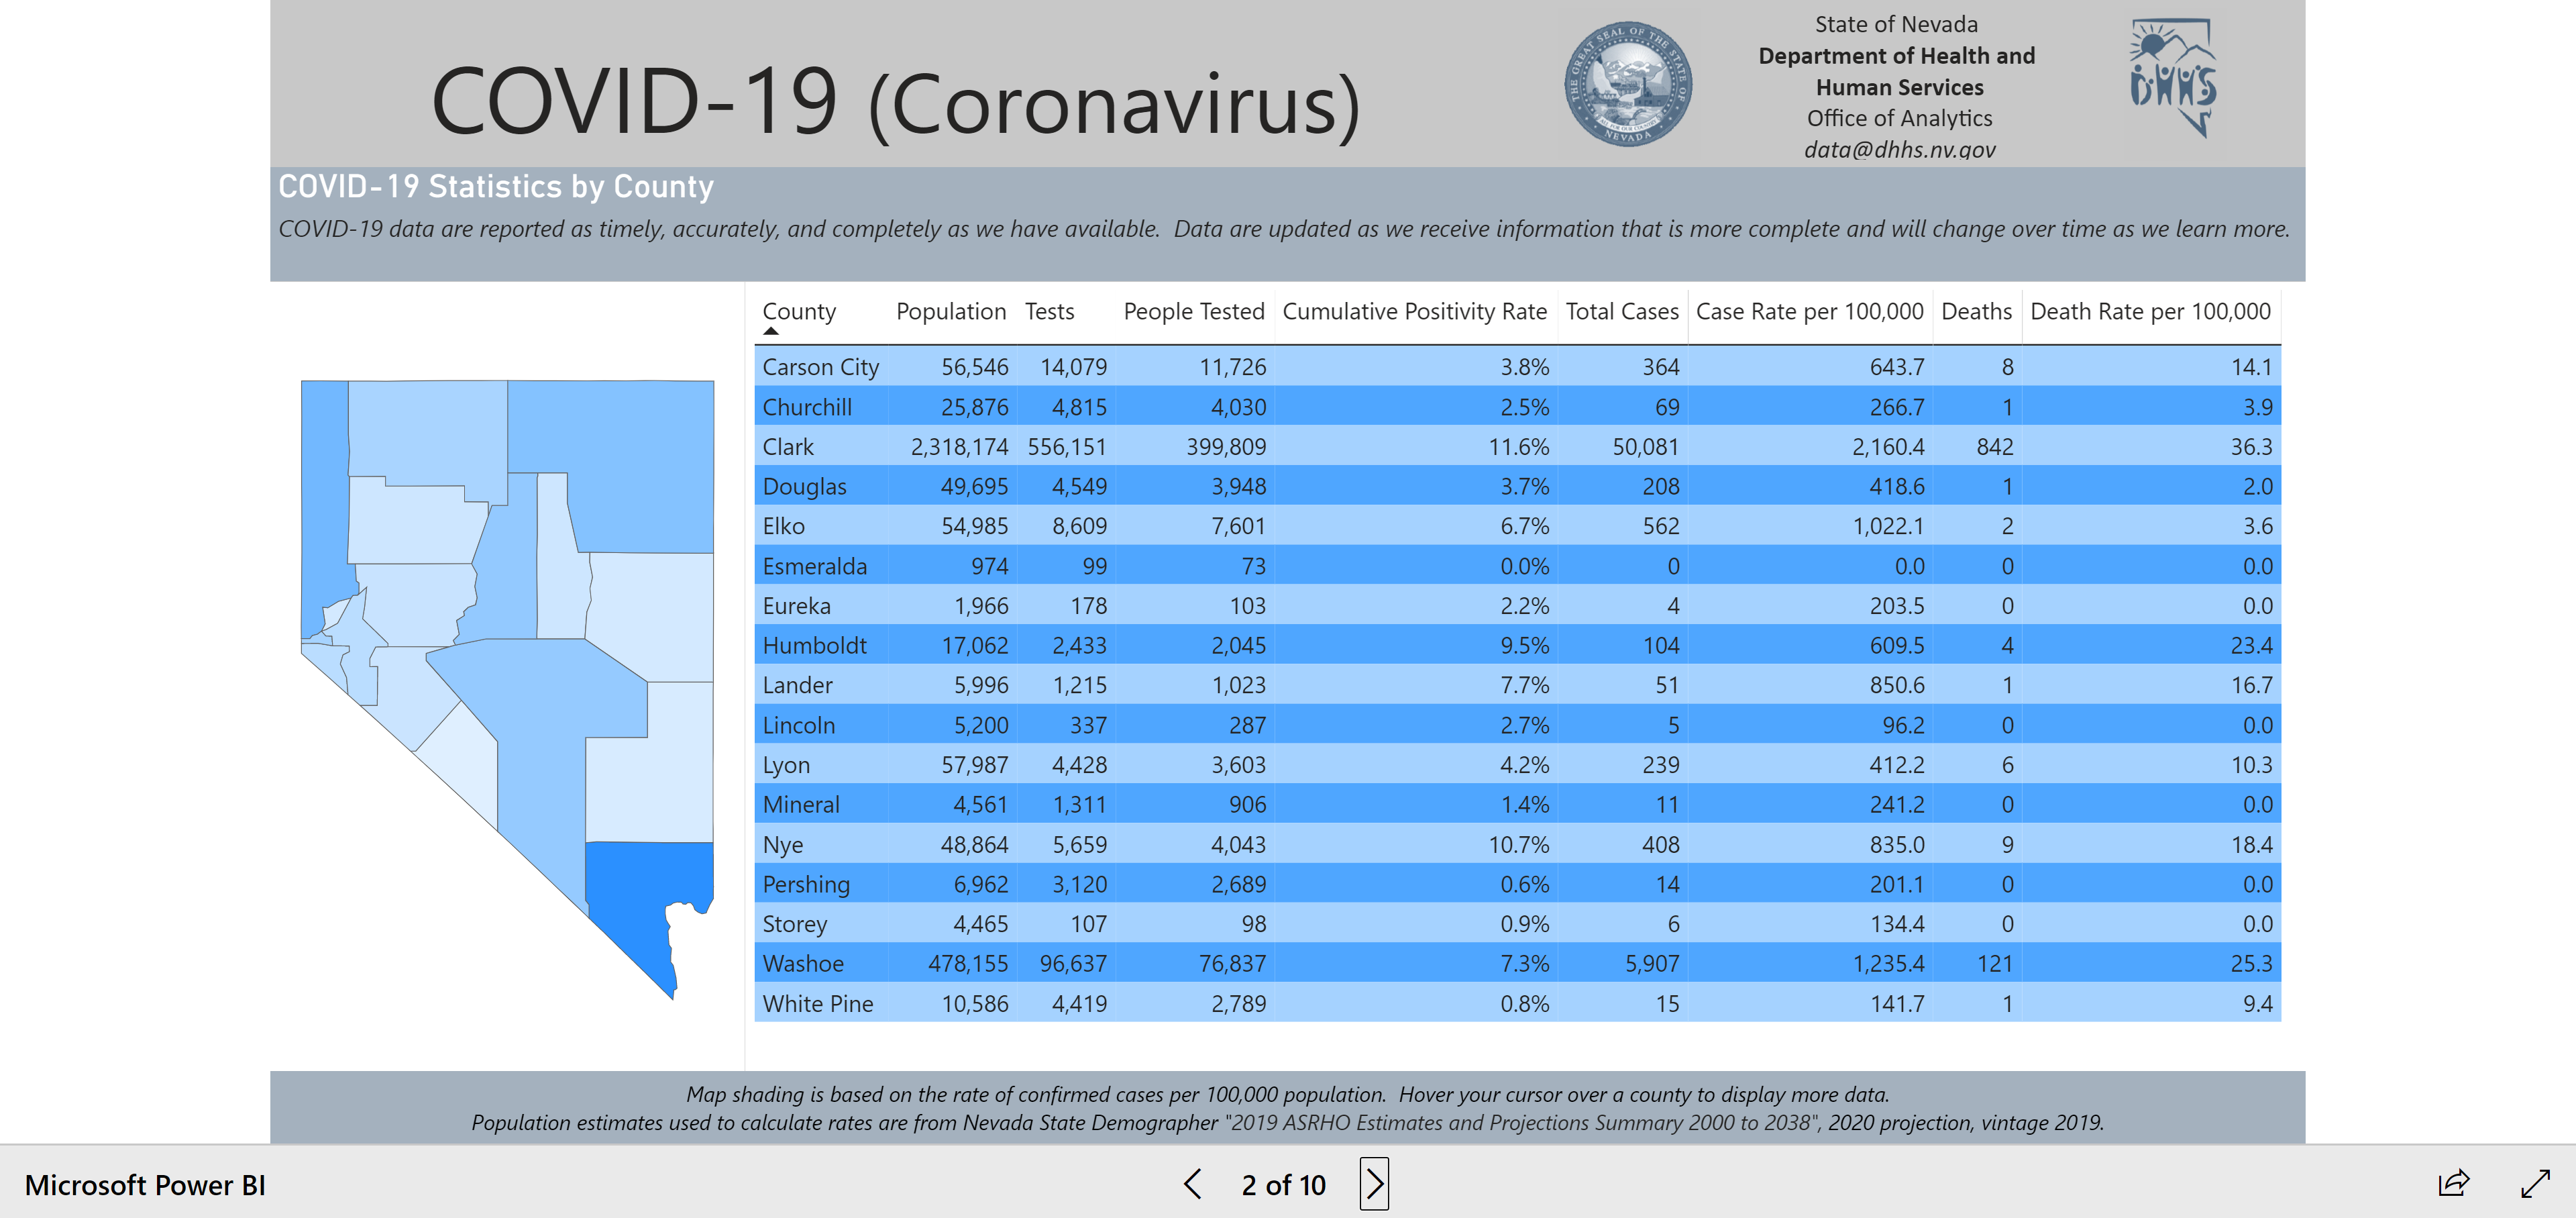 COVID-19 (Coronavirus)
THE GREAT SEAL OF THE STATE OF
NEVADA
State of Nevada
Department of Health and
Human Services
Office of Analytics
data@dhhs.nv.gov
DHHS
COVID-19 Statistics by County
COVID-19 data are reported as timely, accurately, and completely as we have available. Data are updated as we receive information that is more complete and will change over time as we learn more.
County Population Tests People Tested Cumulative Positivity Rate Total Cases Case Rate per 100,000 Deaths Death Rate per 100,000
Carson City 56,546 14,079 11,726 3.8% 364 643.7 8 14.1
Churchill 25,876 4,815 4,030 2.5% 69 266.7 1 3.9
Clark 2,318,174 556,151 399,809 11.6% 50,081 2,160.4 842 36.3
Douglas 49,695 4,549 3,948 3.7% 208 418.6 1 2.0
Elko 54,985 8,609 7,601 6.7% 562 1,022.1 2 3.6
Esmeralda 974 99 73 0.0% 0 0.0 0 0.0
Eureka 1,966 178 103 2.2% 4 203.5 0 0.0
Humboldt 17,062 2,433 2,045 9.5% 104 609.5 4 23.4
Lander 5,996 1,215 1,023 7.7% 51 850.6 1 16.7
Lincoln 5,200 337 287 2.7% 5 96.2 0 0.0
Lyon 57,987 4,428 3,603 4.2% 239 412.2 6 10.3
Mineral 4,561 1,311 906 1.4% 11 241.2 0 0.0
Nye 48,864 5,659 4,043 10.7% 408 835.0 9 18.4
Pershing 6,962 3,120 2,689 0.6% 14 201.1 0 0.0
Storey 4,465 107 98 0.9% 6 134.4 0 0.0
Washoe 478,155 96,637 76,837 7.3% 5,907 1,235.4 121 25.3
White Pine 10,586 4,419 2,789 0.8% 15 141.7 1 9.4
Map shading is based on the rate of confirmed cases per 100,000 population. Hover your cursor over a county to display more data.
Population estimates used to calculate rates are from Nevada State Demographer "2019 ASRHO Estimates and Projections Summary 2000 to 2038", 2020 projection, vintage 2019.
Microsoft Power BI
2 of 10